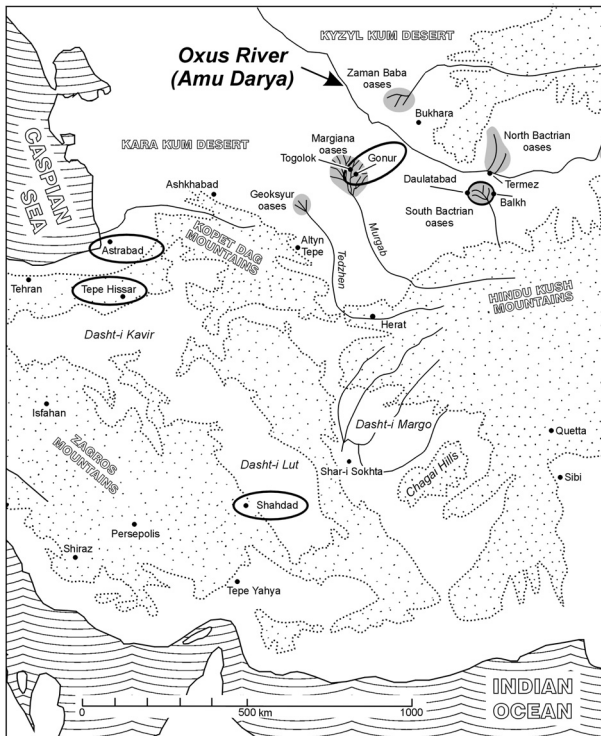 KYZYL KUM DESERT
Oxus River
(Amu Darya)
Zaman Baba
oases
Bukhara
CASPIAN
SEA
KARA KUM DESERT
Margiana
oases
Togolok
Gonur
North Bactrian
oases
Ashkhabad
Geoksyur
oases
Daulatabad
Termez
South Bactrian
oases
Balkh
KOPET DAG
MOUNTAINS
Altyn
Tepe
Tedzhen
Murgab
Astrabad
Tehran
Tepe Hissar
HINDU KUSH
MOUNTAINS
Herat
Dasht-i Kavir
Isfahan
Dasht-i Margo
ZAGROS
MOUNTAINS
Quetta
Dasht-i Lut
Shar-i Sokhta
Chagai Hills
Sibi
Shahdad
Persepolis
Shiraz
Tepe Yahya
INDIAN
OCEAN
0
500 km
1000